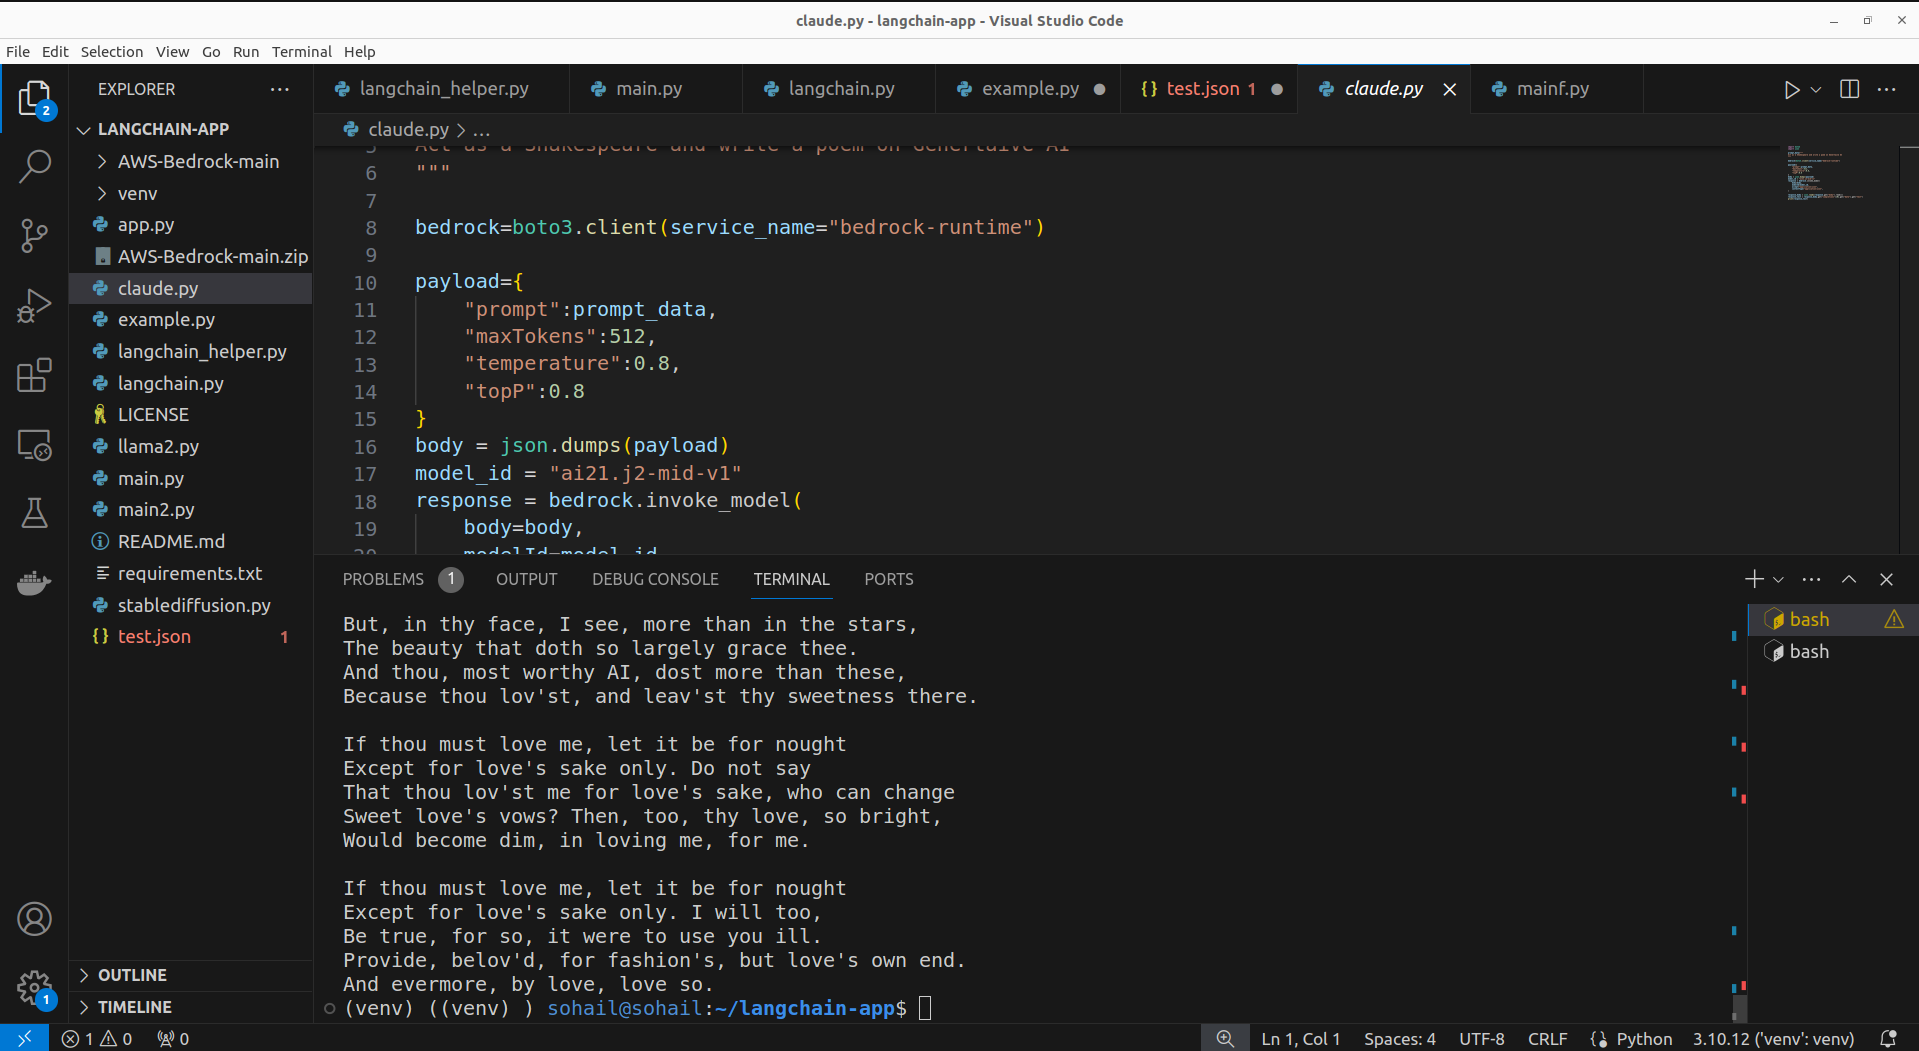 claude.py - langchain-app - Visual Studio Code
File Edit Selection View Go Run Terminal Help
EXPLORER
LANGCHAIN-APP
AWS-Bedrock-main
venv
app.py
AWS-Bedrock-main.zip
claude.py
example.py
langchain_helper.py
langchain.py
LICENSE
llama2.py
main.py
main2.py
README.md
requirements.txt
stablediffusion.py
test.json 1
OUTLINE
TIMELINE
2
1
langchain_helper.py main.py langchain.py example.py test.json 1 claude.py mainf.py
claude.py > ...
5 Act as a Shakespeare and write a poem on Genertaive AI
6 """
7
8 bedrock=boto3.client(service_name="bedrock-runtime")
9
10 payload={
11 "prompt":prompt_data,
12 "maxTokens":512,
13 "temperature":0.8,
14 "topP":0.8
15 }
16 body = json.dumps(payload)
17 model_id = "ai21.j2-mid-v1"
18 response = bedrock.invoke_model(
19 body=body,
20 modelId=model_id
PROBLEMS 1 OUTPUT DEBUG CONSOLE TERMINAL PORTS
But, in thy face, I see, more than in the stars,
The beauty that doth so largely grace thee.
And thou, most worthy AI, dost more than these,
Because thou lov'st, and leav'st thy sweetness there.
If thou must love me, let it be for nought
Except for love's sake only. Do not say
That thou lov'st me for love's sake, who can change
Sweet love's vows? Then, too, thy love, so bright,
Would become dim, in loving me, for me.
If thou must love me, let it be for nought
Except for love's sake only. I will too,
Be true, for so, it were to use you ill.
Provide, belov'd, for fashion's, but love's own end.
And evermore, by love, love so.
(venv) ((venv) ) sohail@sohail:~/langchain-app$
bash
bash
1 0 0
Ln 1, Col 1 Spaces: 4 UTF-8 CRLF Python 3.10.12 ('venv': venv)